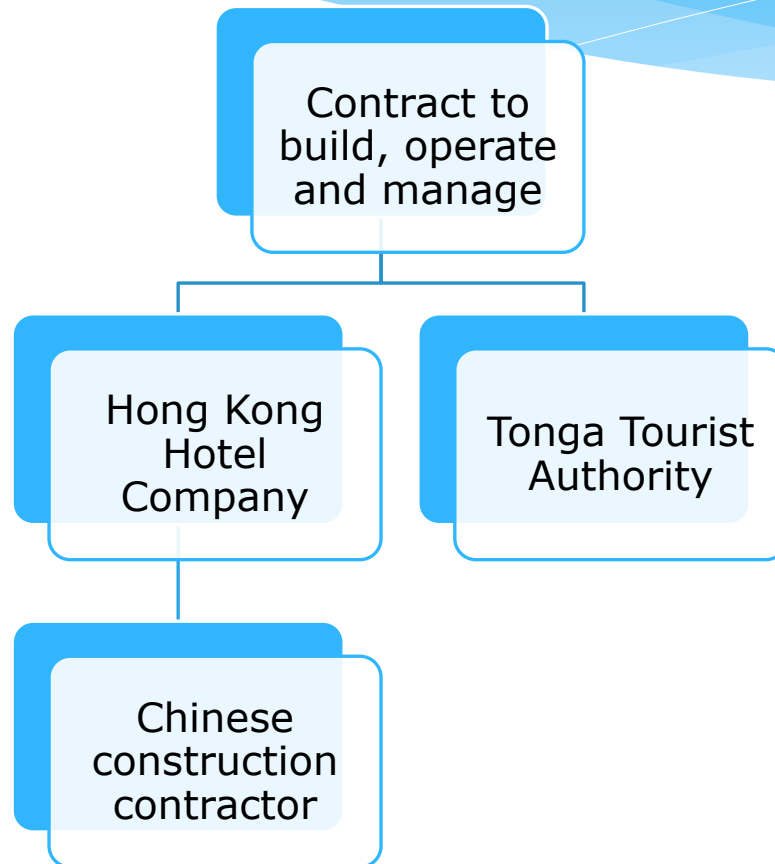 Contract to
build, operate
and manage
Hong Kong
Hotel
Company
Tonga Tourist
Authority
Chinese
construction
contractor